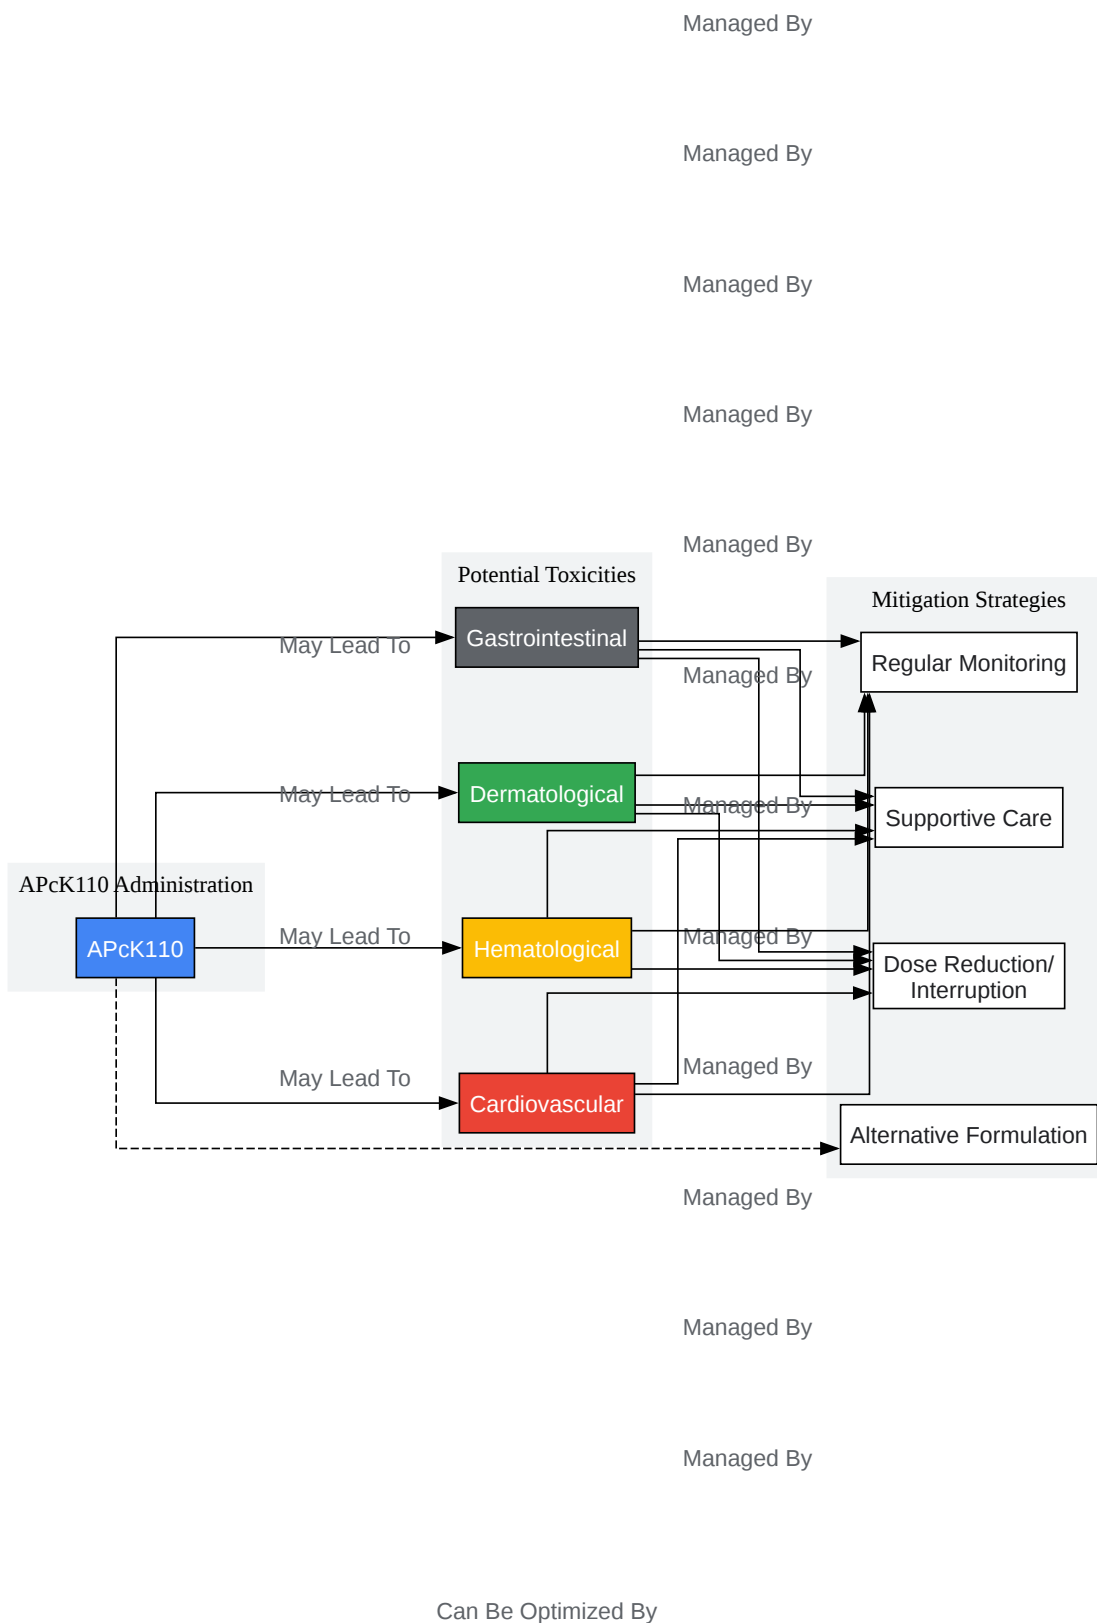 Managed By
Managed By
Managed By
Managed By
Managed By
Potential Toxicities
Mitigation Strategies
Gastrointestinal
May Lead To
Regular Monitoring
Managed By
May Lead To
Dermatological
Managed By
Supportive Care
APcK110 Administration
APcK110
May Lead To
Hematological
Managed By
Dose Reduction/
Interruption
May Lead To
Cardiovascular
Managed By
Alternative Formulation
Managed By
Managed By
Managed By
Can Be Optimized By